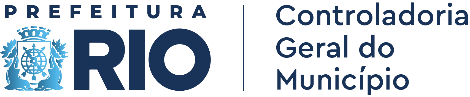 PREFEITURA
RIO
Controladoria
Geral do
Município